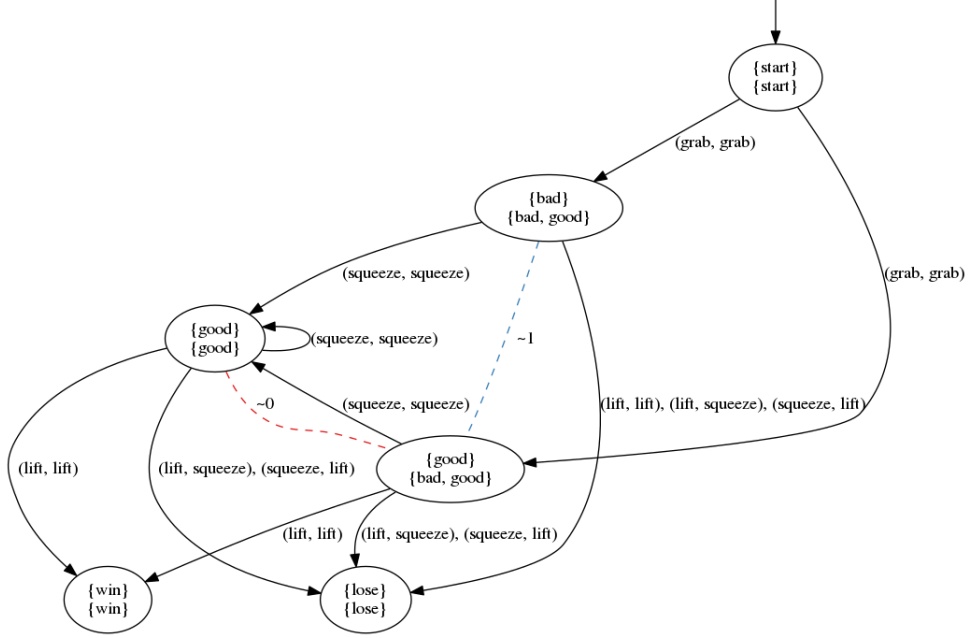 {start}
{start}
(grab, grab)
{bad}
{bad, good}
(squeeze, squeeze)
(grab, grab)
{good}
{good}
(squeeze, squeeze)
~1
~0
(squeeze, squeeze)
(lift, lift), (lift, squeeze), (squeeze, lift)
{good}
{bad, good}
(lift, lift)
(lift, squeeze), (squeeze, lift)
(lift, lift)
(lift, squeeze), (squeeze, lift)
{win}
{win}
{lose}
{lose}